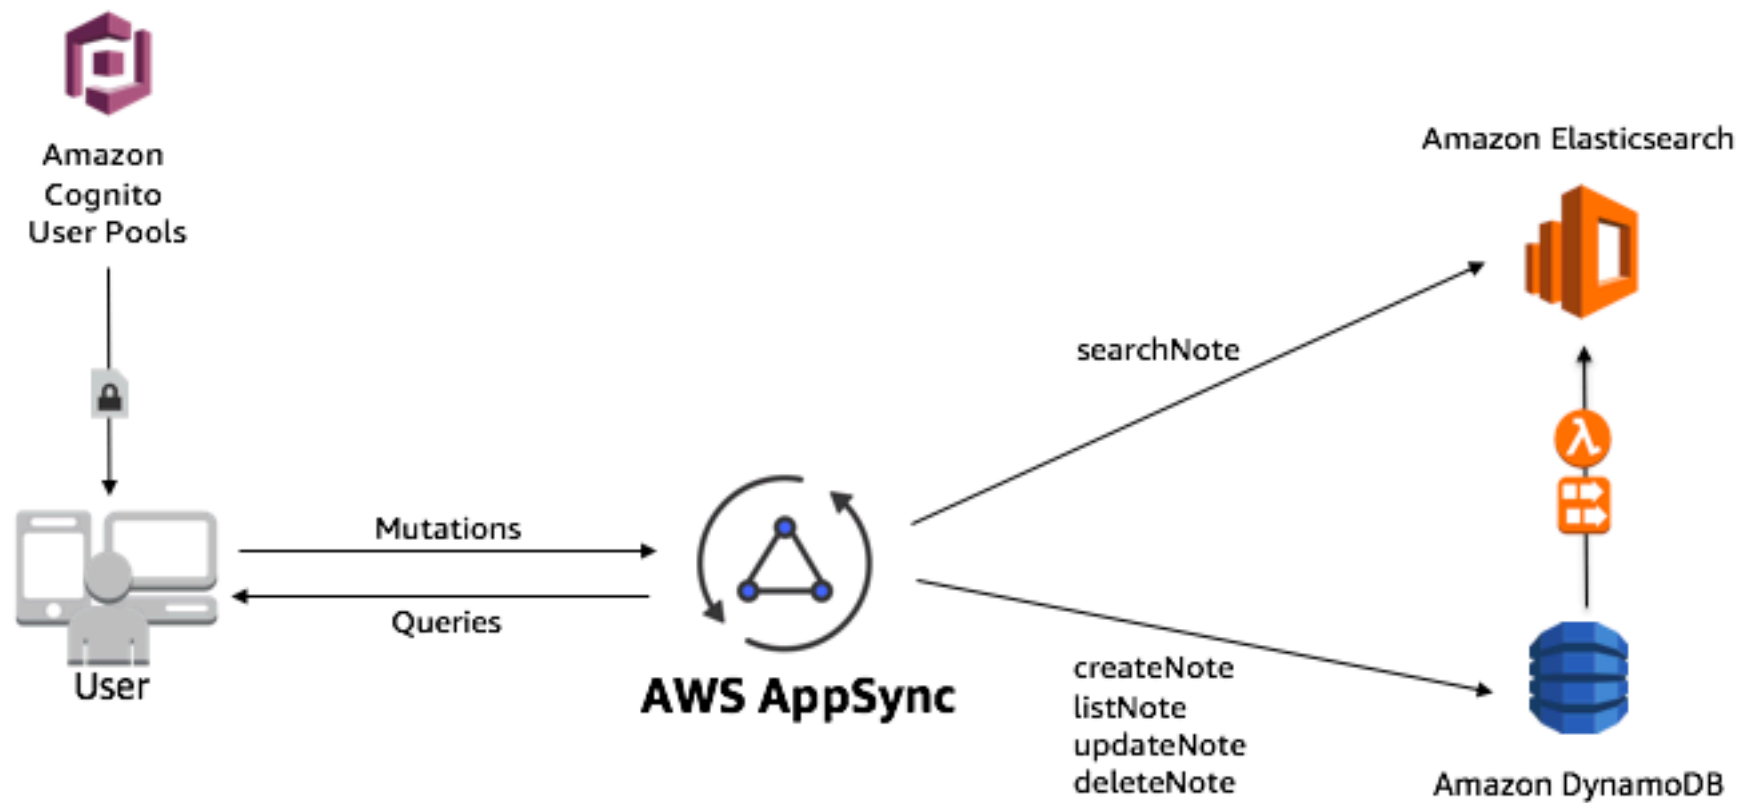 Amazon
Cognito
User Pools
User
Mutations
Queries
AWS AppSync
searchNote
createNote
listNote
updateNote
deleteNote
Amazon Elasticsearch
λ
Amazon DynamoDB